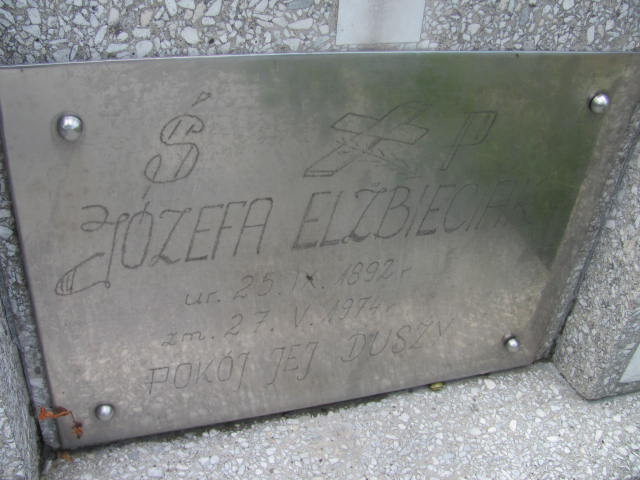 Ś P
JÓZEFA ELŻBIECIAK
ur. 25. IX. 1892 r
zm. 27. V. 1974 r
POKÓJ JEJ DUSZY